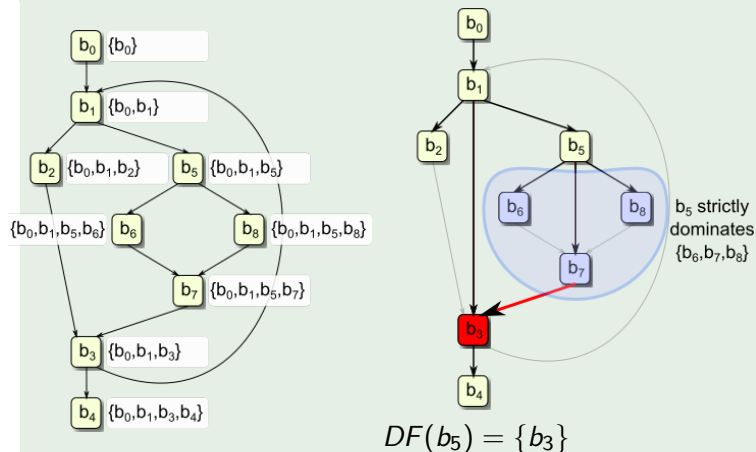 b₀ {b₀}
b₁ {b₀,b₁}
b₂ {b₀,b₁,b₂}
b₅ {b₀,b₁,b₅}
{b₀,b₁,b₅,b₆} b₆
b₈ {b₀,b₁,b₅,b₈}
b₇ {b₀,b₁,b₅,b₇}
b₃ {b₀,b₁,b₃}
b₄ {b₀,b₁,b₃,b₄}
b₀
b₁
b₂
b₅
b₆
b₈
b₇
b₃
b₄
b₅ strictly
dominates
{b₆,b₇,b₈}
DF(b₅) = {b₃}